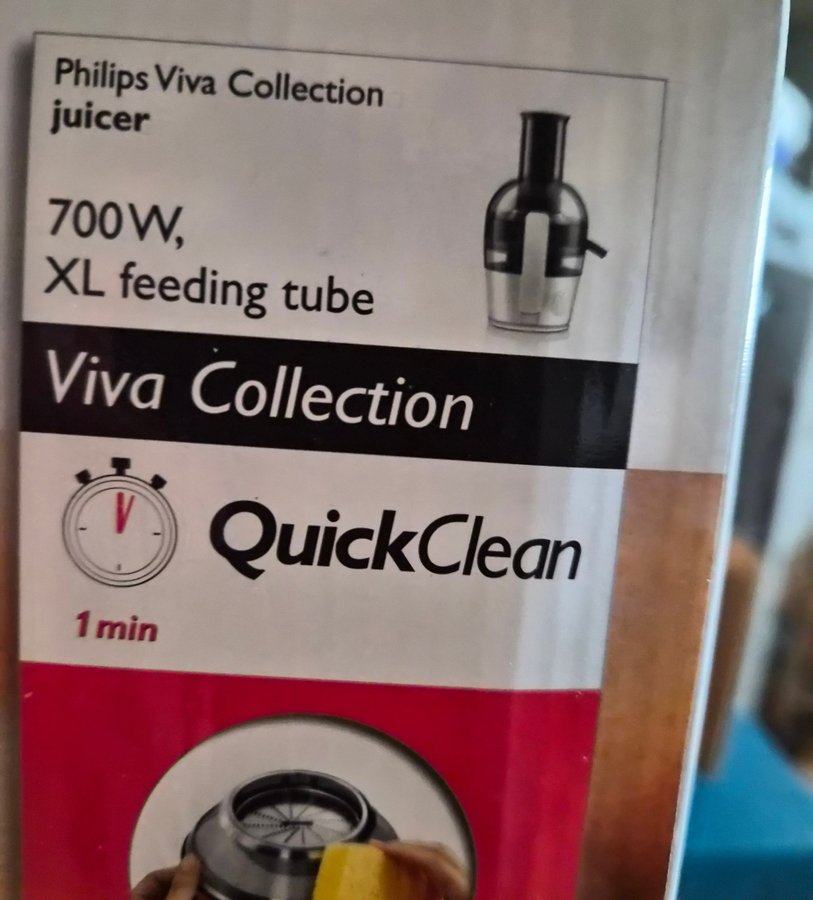 Philips Viva Collection
juicer
700W,
XL feeding tube
Viva Collection
QuickClean
1 min